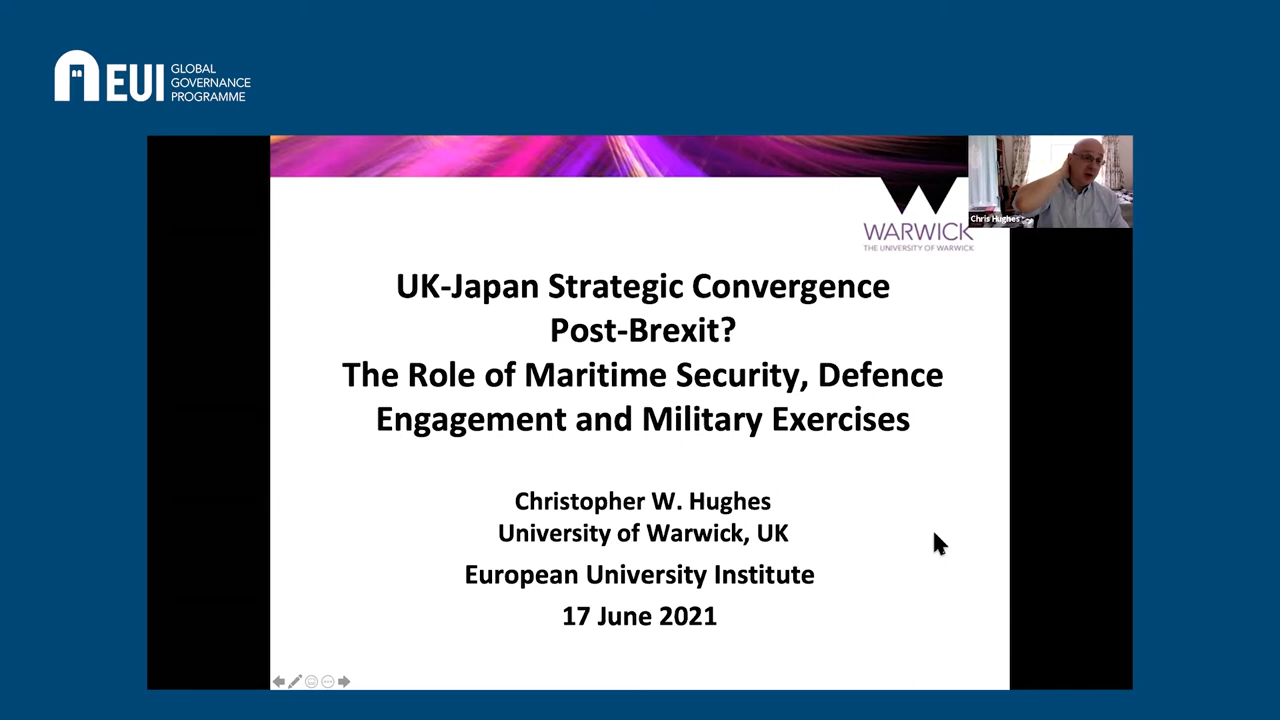 EUI
GLOBAL
GOVERNANCE
PROGRAMME
Chris Hughes
WARWICK
THE UNIVERSITY OF WARWICK
UK-Japan Strategic Convergence
Post-Brexit?
The Role of Maritime Security, Defence
Engagement and Military Exercises
Christopher W. Hughes
University of Warwick, UK
European University Institute
17 June 2021